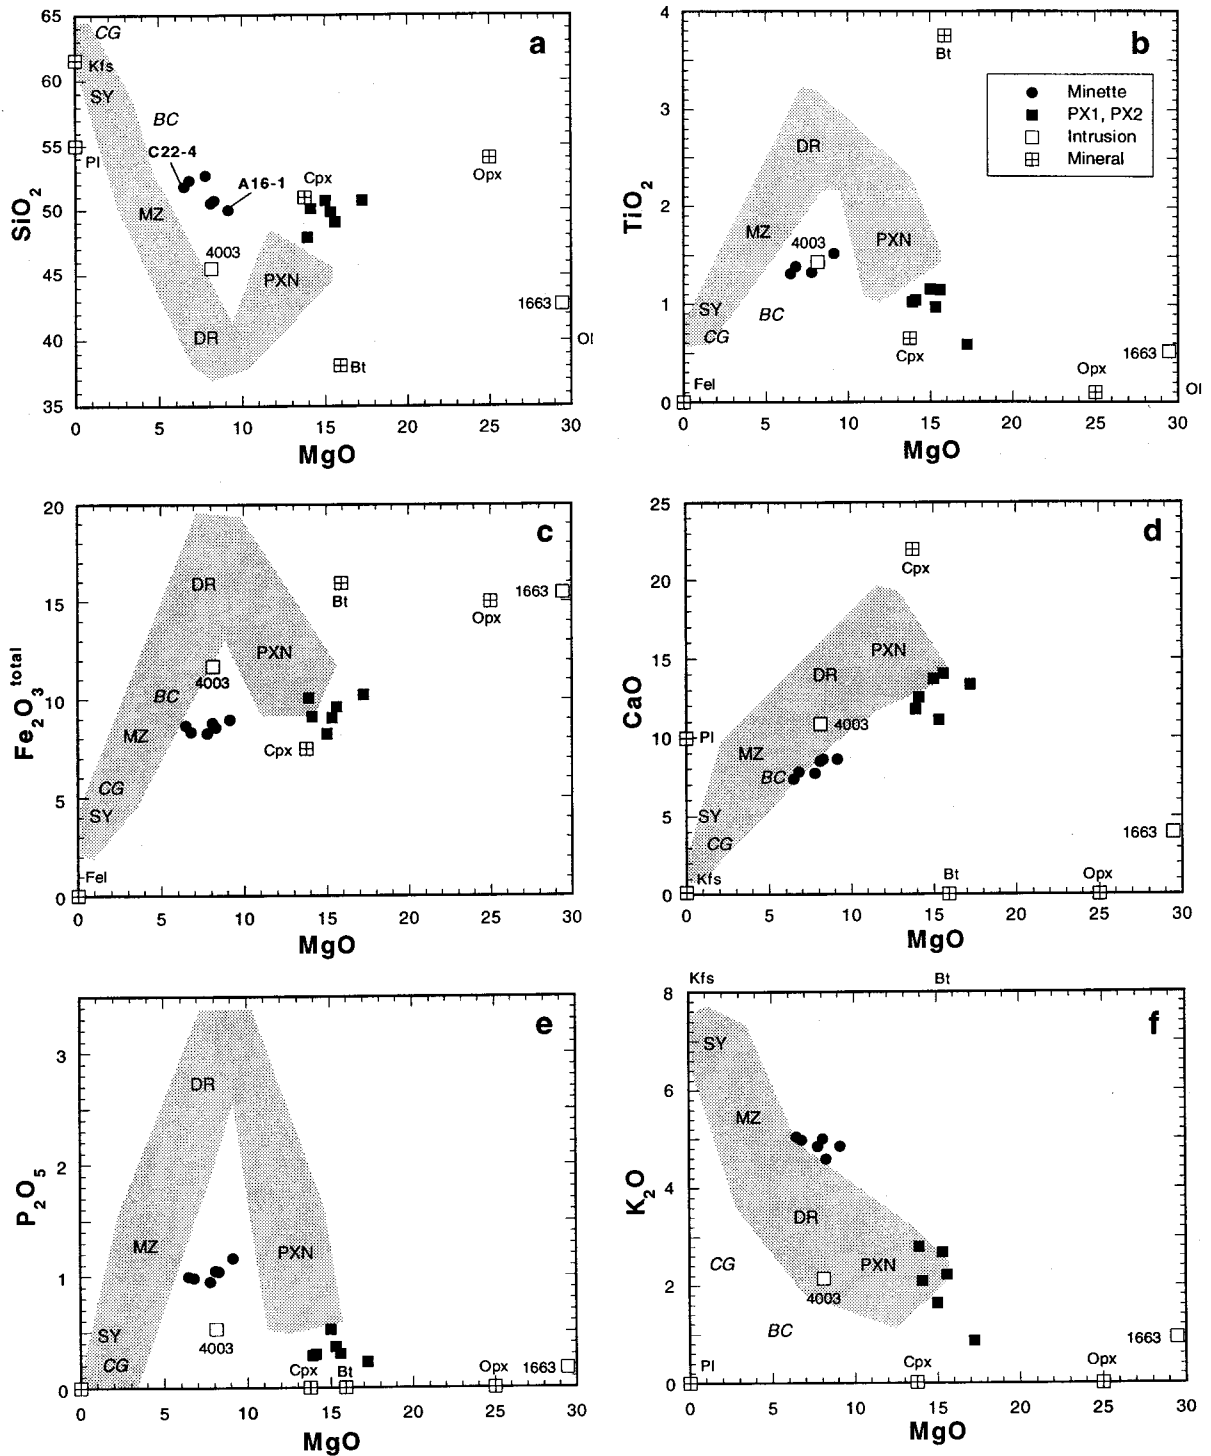 65
60
55
50
45
40
35
SiO2
CG
Kfs
SY
BC
C22-4
Pl
A16-1
Cpx
Opx
MZ
4003
PXN
1663
DR
Ol
Bt
a
0 5 10 15 20 25 30
MgO
4
3
2
1
0
TiO2
Bt
b
Minette
PX1, PX2
Intrusion
Mineral
DR
MZ
4003
PXN
SY
BC
CG
Cpx
1663
Opx
Fel
Ol
0 5 10 15 20 25 30
MgO
20
15
10
5
0
Fe2O3total
c
DR
Bt
1663
Opx
PXN
4003
BC
MZ
Cpx
CG
SY
Fel
0 5 10 15 20 25 30
MgO
25
20
15
10
5
0
CaO
d
Cpx
PXN
DR
4003
Pl
MZ
BC
SY
1663
CG
Kfs
Bt
Opx
0 5 10 15 20 25 30
MgO
3
2
1
0
P2O5
e
DR
MZ
PXN
SY
4003
CG
Cpx
Bt
Opx
1663
0 5 10 15 20 25 30
MgO
Kfs
Bt
8
6
4
2
0
K2O
f
SY
MZ
DR
PXN
CG
4003
BC
1663
Pl
Cpx
Opx
0 5 10 15 20 25 30
MgO